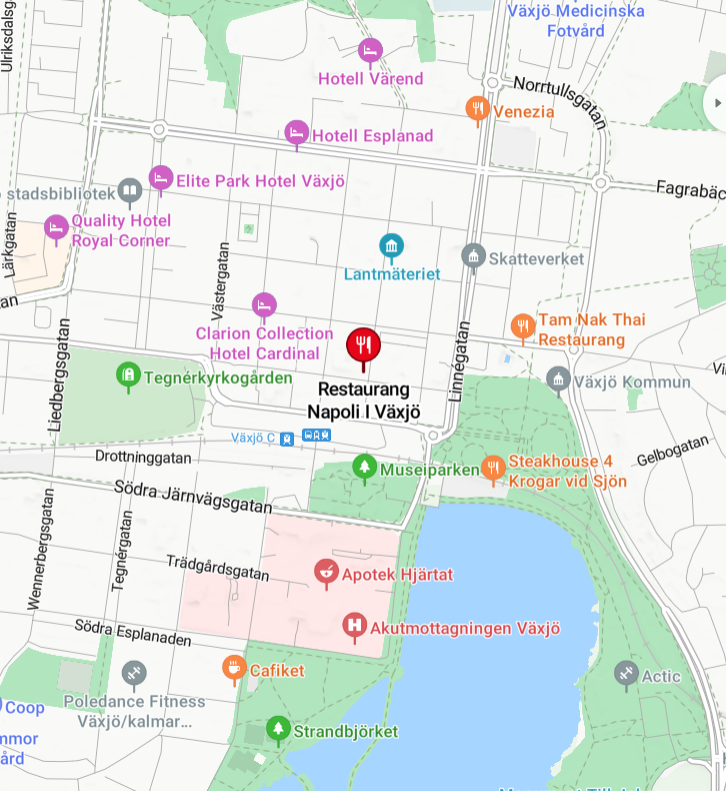 Växjö Medicinska
Fotvård
Ulriksdalsg
Hotell Värend
Norrtullsgatan
Venezia
Hotell Esplanad
Elite Park Hotel Växjö
stadsbibliotek
Fagrabäc
Quality Hotel
Royal Corner
Lärkgatan
Lantmäteriet
Skatteverket
Västergatan
an
Clarion Collection
Hotel Cardinal
Tam Nak Thai
Restaurang
Liedbergsgatan
Linnégatan
Tegnérkyrkogården
Restaurang
Napoli I Växjö
Växjö Kommun
Växjö C
Drottninggatan
Gelbogatan
Museiparken
Steakhouse 4
Krogar vid Sjön
Södra Järnvägsgatan
Wennerbergsgatan
Tegnérgatan
Trädgårdsgatan
Apotek Hjärtat
Akutmottagningen Växjö
Södra Esplanaden
Cafiket
Actic
Poledance Fitness
Växjö/kalmar...
Coop
mmor
ård
Strandbjörket